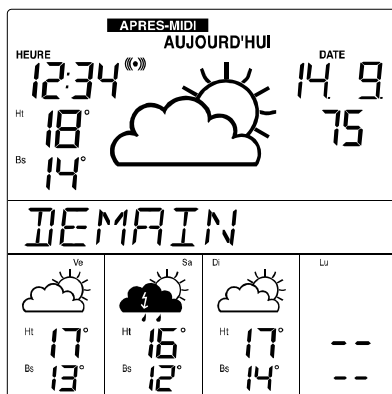 APRES-MIDI
AUJOURD'HUI
HEURE DATE
12:34 14. 9.
Ht 18° 75
Bs 14°
DEMAIN
Ve Sa Di Lu
Ht 17° Ht 16° Ht 17° --
Bs 13° Bs 12° Bs 14° --